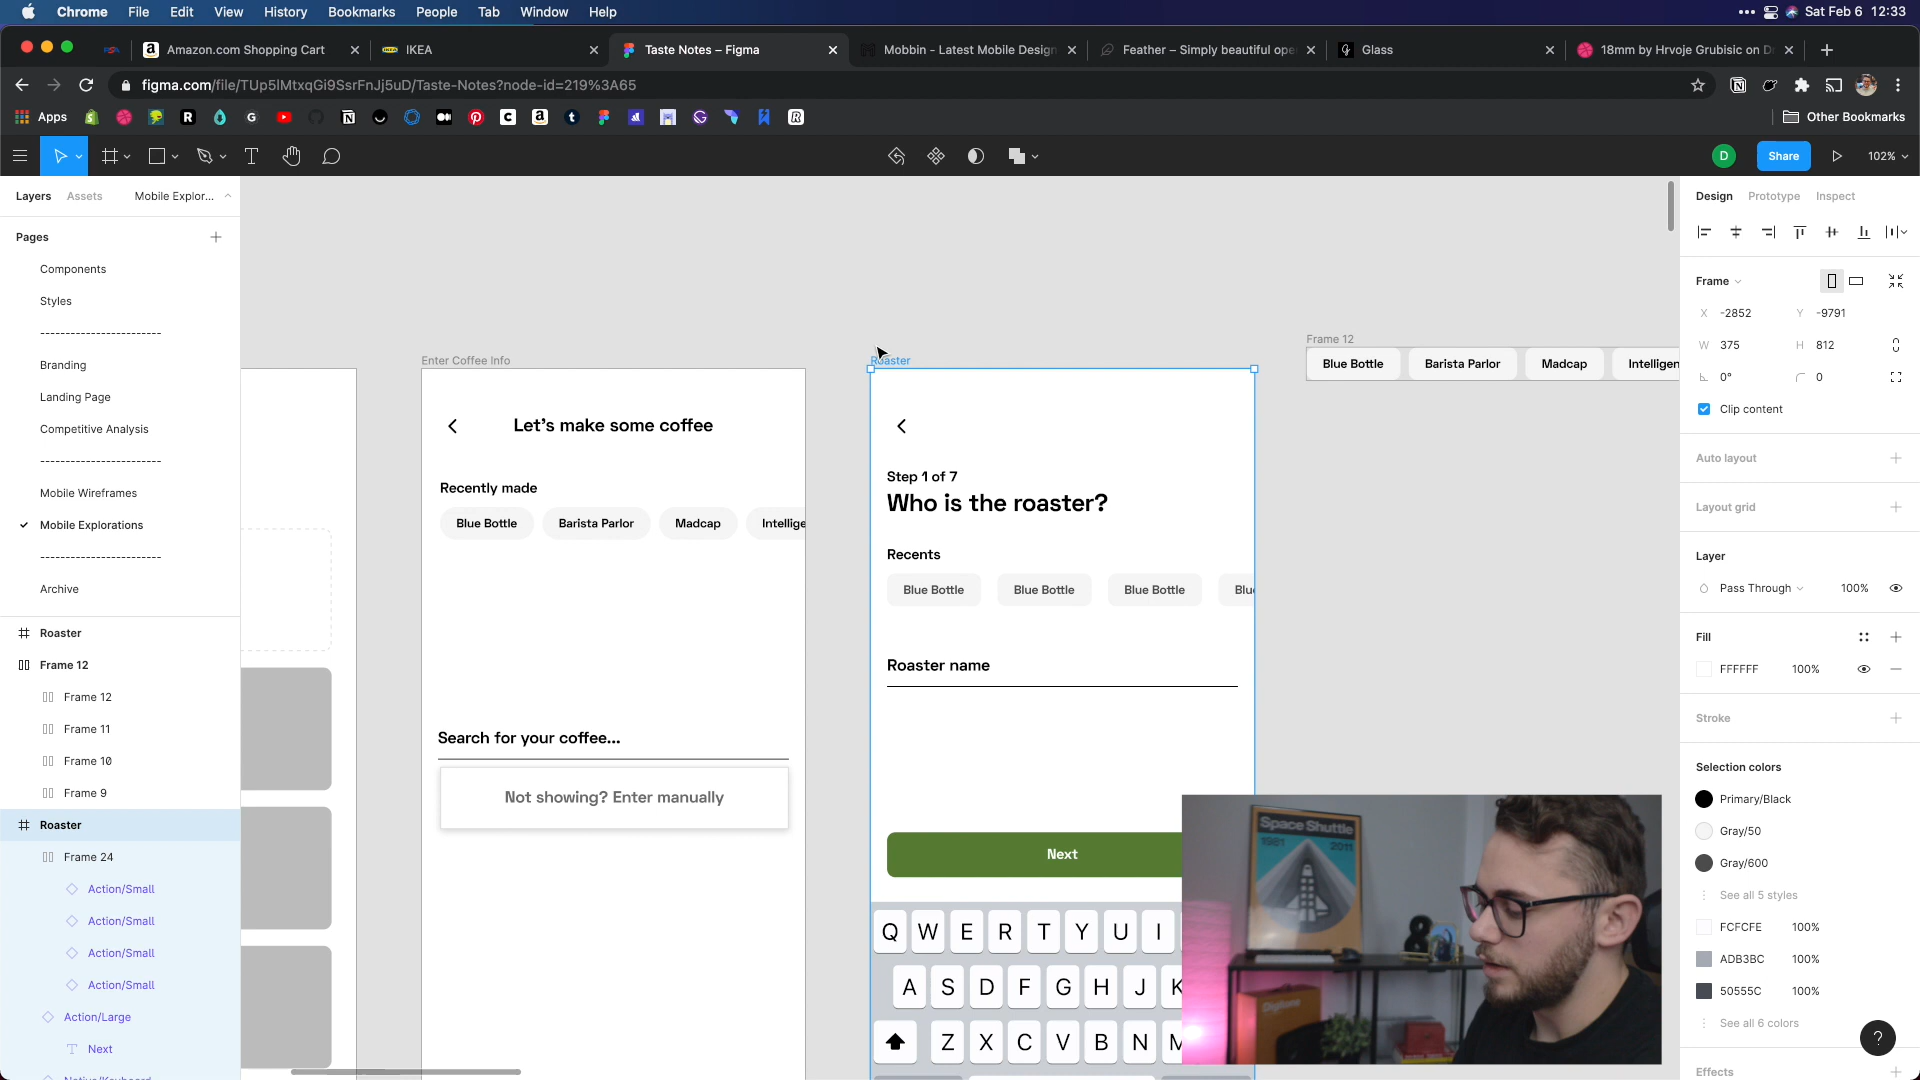 Chrome File Edit View History Bookmarks People Tab Window Help
Sat Feb 6 12:33
Amazon.com Shopping Cart
IKEA
Taste Notes – Figma
Mobbin - Latest Mobile Design
Feather – Simply beautiful ope
Glass
18mm by Hrvoje Grubisic on Dr
figma.com/file/TUp5lMtxqGi9SsrFnJj5uD/Taste-Notes?node-id=219%3A65
Apps
Other Bookmarks
D
Share
102%
Layers Assets Mobile Explor...
Pages
Components
Styles
------------------------
Branding
Landing Page
Competitive Analysis
------------------------
Mobile Wireframes
Mobile Explorations
------------------------
Archive
Roaster
Frame 12
Frame 12
Frame 11
Frame 10
Frame 9
Roaster
Frame 24
Action/Small
Action/Small
Action/Small
Action/Small
Action/Large
Next
Enter Coffee Info
Let's make some coffee
Recently made
Blue Bottle Barista Parlor Madcap Intellige
Search for your coffee...
Not showing? Enter manually
Roaster
Step 1 of 7
Who is the roaster?
Recents
Blue Bottle Blue Bottle Blue Bottle Blu
Roaster name
Next
Q W E R T Y U I
A S D F G H J K
Z X C V B N M
Frame 12
Blue Bottle Barista Parlor Madcap Intelligen
Space Shuttle
1981 2011
Digitone
Design Prototype Inspect
Frame
X -2852 Y -9791
W 375 H 812
0° 0
Clip content
Auto layout
Layout grid
Layer
Pass Through 100%
Fill
FFFFFF 100%
Stroke
Selection colors
Primary/Black
Gray/50
Gray/600
See all 5 styles
FCFCFE 100%
ADB3BC 100%
50555C 100%
See all 6 colors
Effects
?